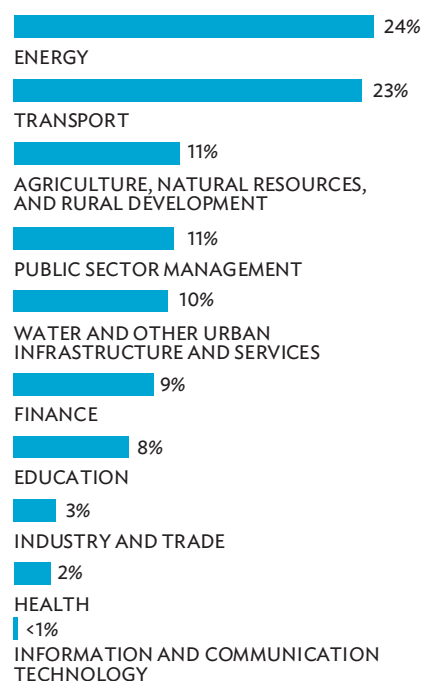 24%
ENERGY
23%
TRANSPORT
11%
AGRICULTURE, NATURAL RESOURCES,
AND RURAL DEVELOPMENT
11%
PUBLIC SECTOR MANAGEMENT
10%
WATER AND OTHER URBAN
INFRASTRUCTURE AND SERVICES
9%
FINANCE
8%
EDUCATION
3%
INDUSTRY AND TRADE
2%
HEALTH
<1%
INFORMATION AND COMMUNICATION
TECHNOLOGY